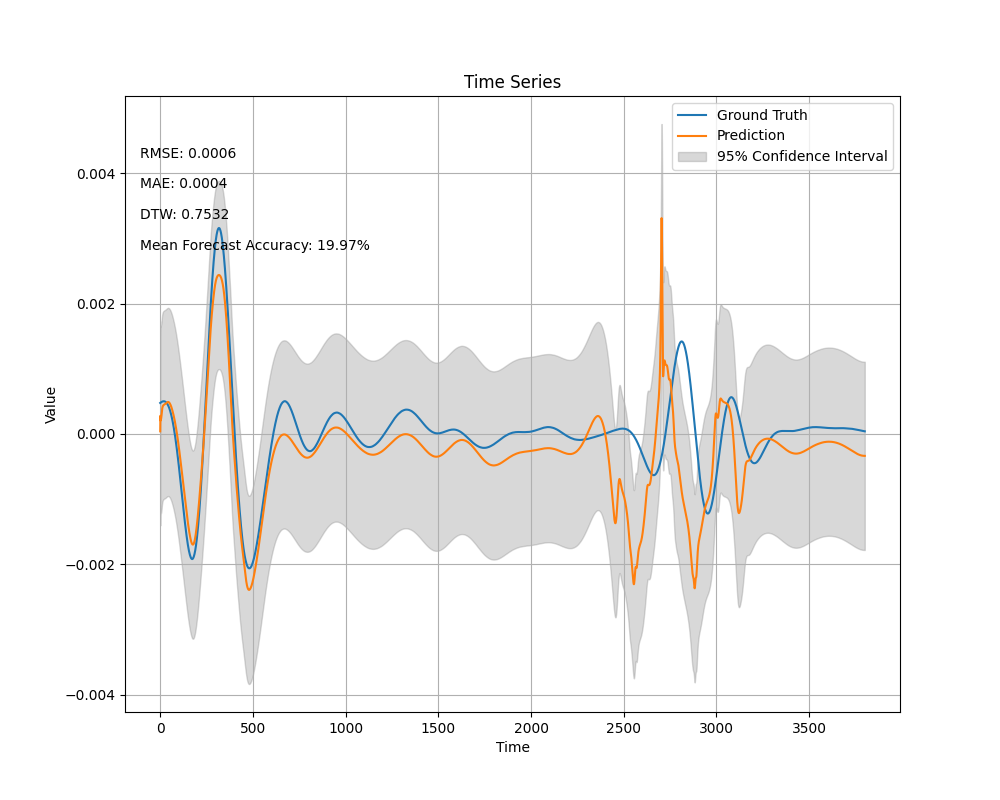 Time Series
Ground Truth
Prediction
95% Confidence Interval
RMSE: 0.0006
MAE: 0.0004
DTW: 0.7532
Mean Forecast Accuracy: 19.97%
0.004
0.002
0.000
−0.002
−0.004
Value
0 500 1000 1500 2000 2500 3000 3500
Time